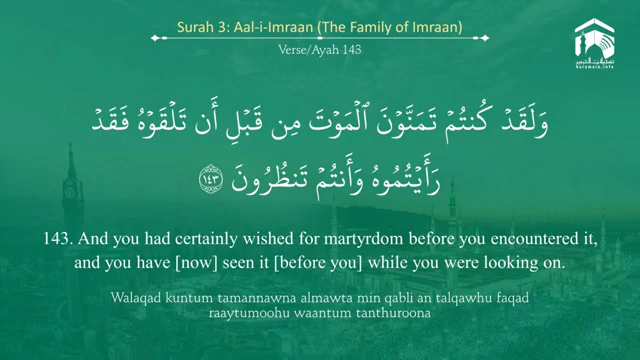 Surah 3: Aal-i-Imraan (The Family of Imraan)
Verse/Ayah 143
haramain.info
وَلَقَدْ كُنتُمْ تَمَنَّوْنَ ٱلْمَوْتَ مِن قَبْلِ أَن تَلْقَوْهُ فَقَدْ
رَأَيْتُمُوهُ وَأَنتُمْ تَنظُرُونَ ١٤٣
143. And you had certainly wished for martyrdom before you encountered it,
and you have [now] seen it [before you] while you were looking on.
Walaqad kuntum tamannawna almawta min qabli an talqawhu faqad
raaytumoohu waantum tanthuroona